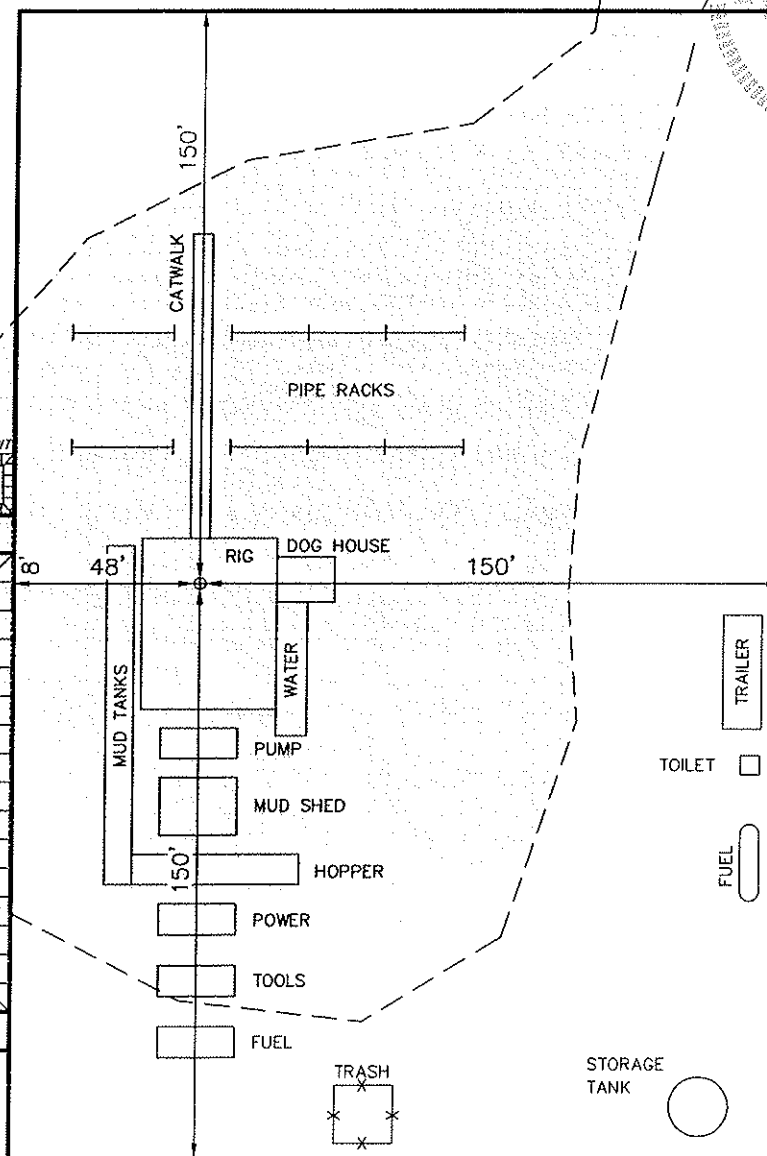 150'
CATWALK
PIPE RACKS
RIG
DOG HOUSE
8'
48'
150'
MUD TANKS
WATER
TRAILER
PUMP
TOILET
MUD SHED
FUEL
150'
HOPPER
POWER
TOOLS
FUEL
TRASH
STORAGE
TANK